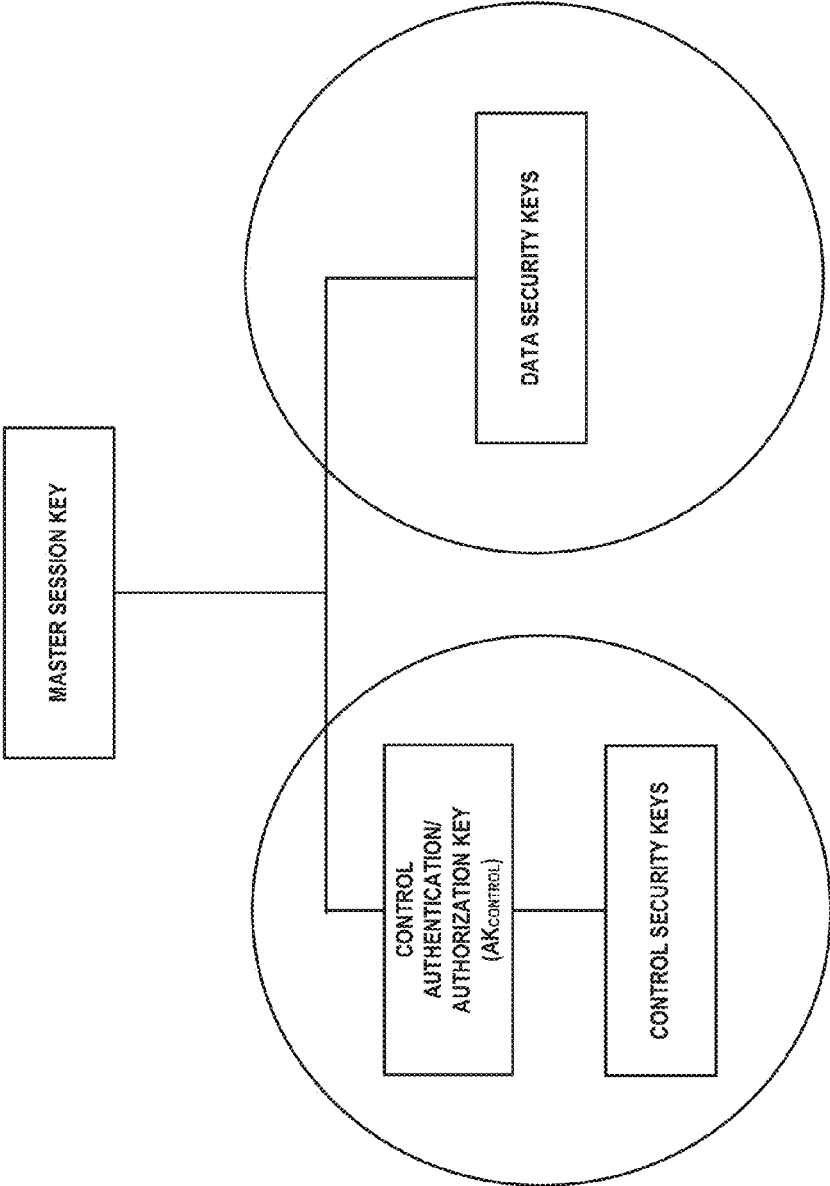 MASTER SESSION KEY
CONTROL
AUTHENTICATION/
AUTHORIZATION KEY
(AKCONTROL)
CONTROL SECURITY KEYS
DATA SECURITY KEYS